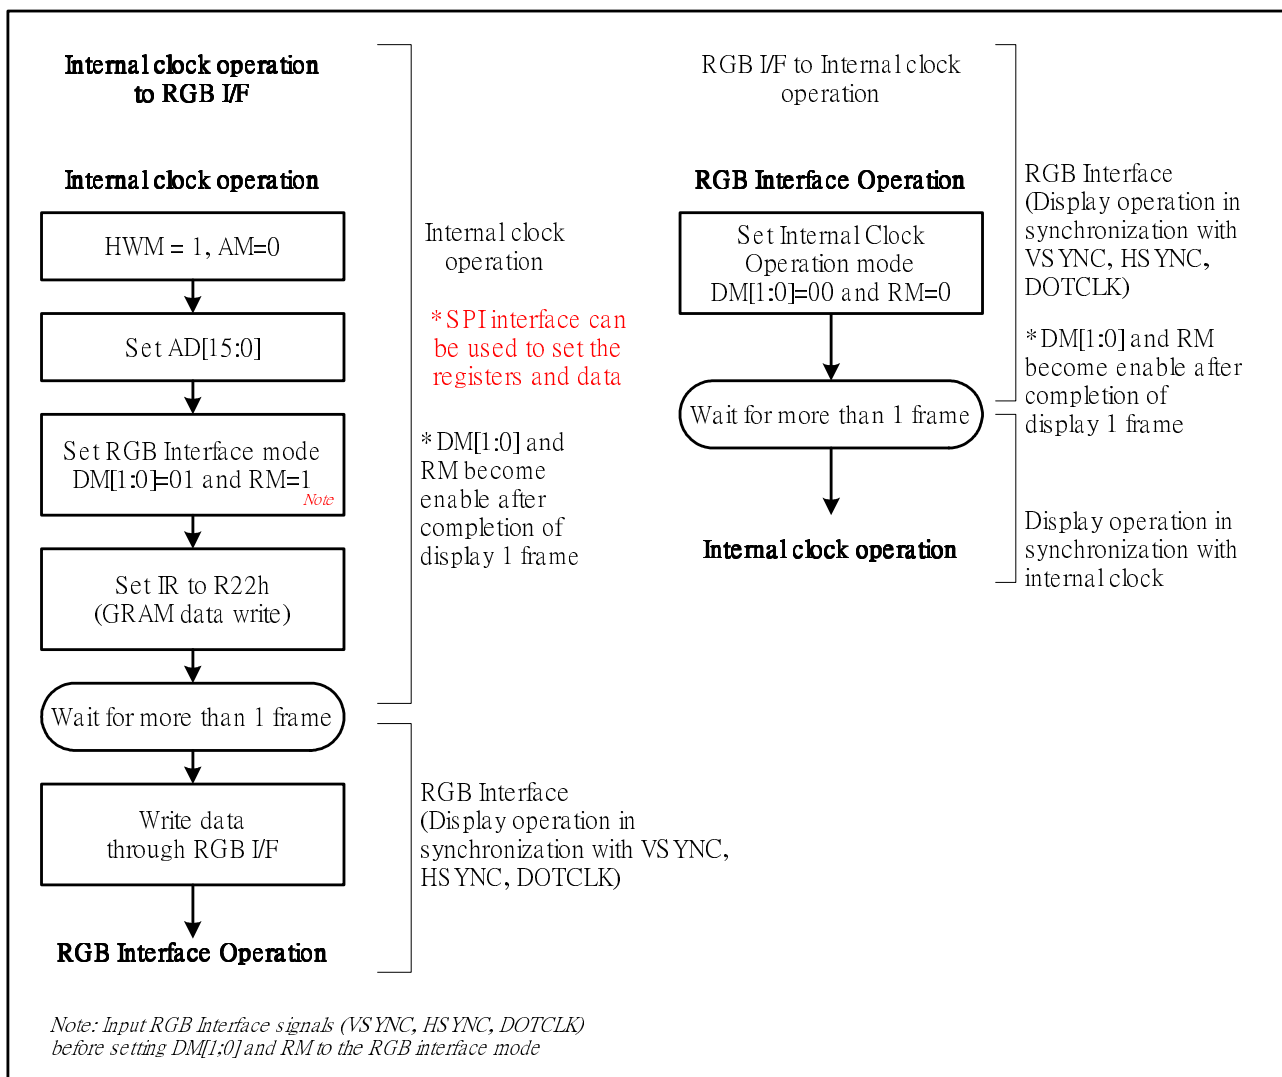 Internal clock operation
to RGB I/F
Internal clock operation
HWM = 1, AM=0
Set AD[15:0]
Set RGB Interface mode
DM[1:0]=01 and RM=1
Note
Set IR to R22h
(GRAM data write)
Wait for more than 1 frame
Write data
through RGB I/F
RGB Interface Operation
Internal clock
operation
*SPI interface can
be used to set the
registers and data
*DM[1:0] and
RM become
enable after
completion of
display 1 frame
RGB Interface
(Display operation in
synchronization with VSYNC,
HSYNC, DOTCLK)
RGB I/F to Internal clock
operation
RGB Interface Operation
Set Internal Clock
Operation mode
DM[1:0]=00 and RM=0
Wait for more than 1 frame
Internal clock operation
RGB Interface
(Display operation in
synchronization with
VSYNC, HSYNC,
DOTCLK)
*DM[1:0] and RM
become enable after
completion of
display 1 frame
Display operation in
synchronization with
internal clock
Note: Input RGB Interface signals (VSYNC, HSYNC, DOTCLK)
before setting DM[1;0] and RM to the RGB interface mode